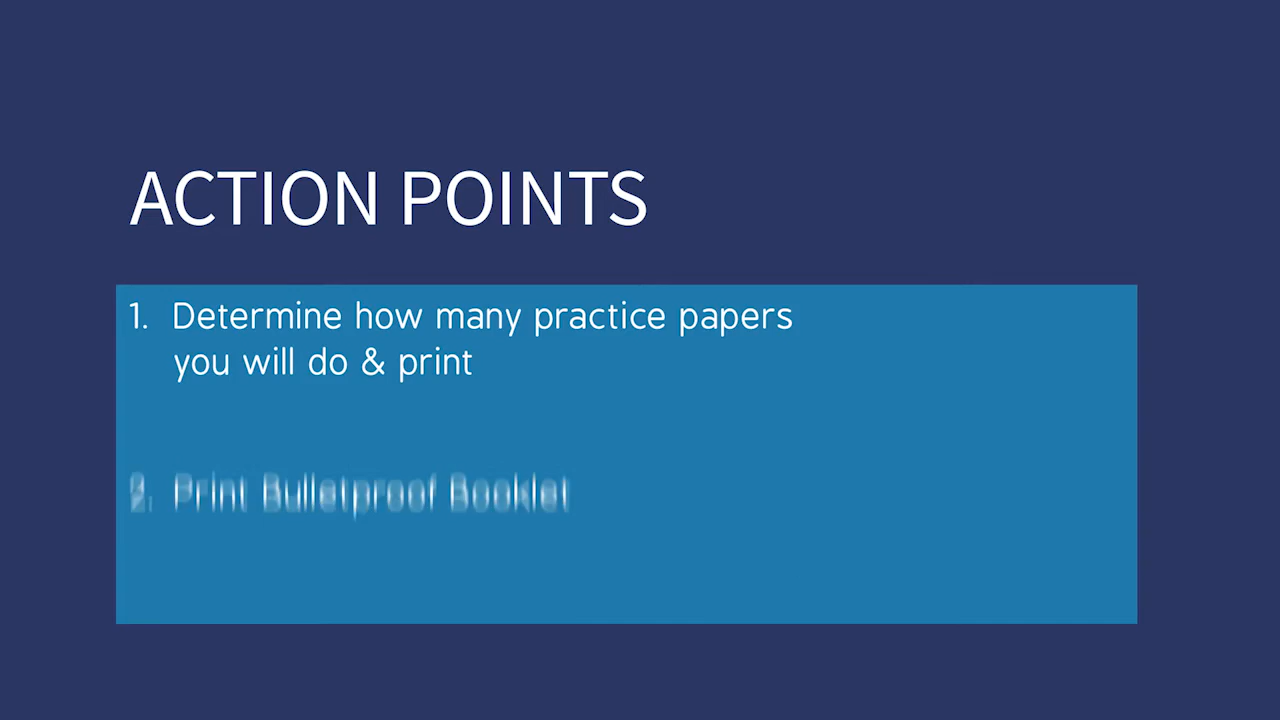 ACTION POINTS
1. Determine how many practice papers
you will do & print
2. Print Bulletproof Booklet